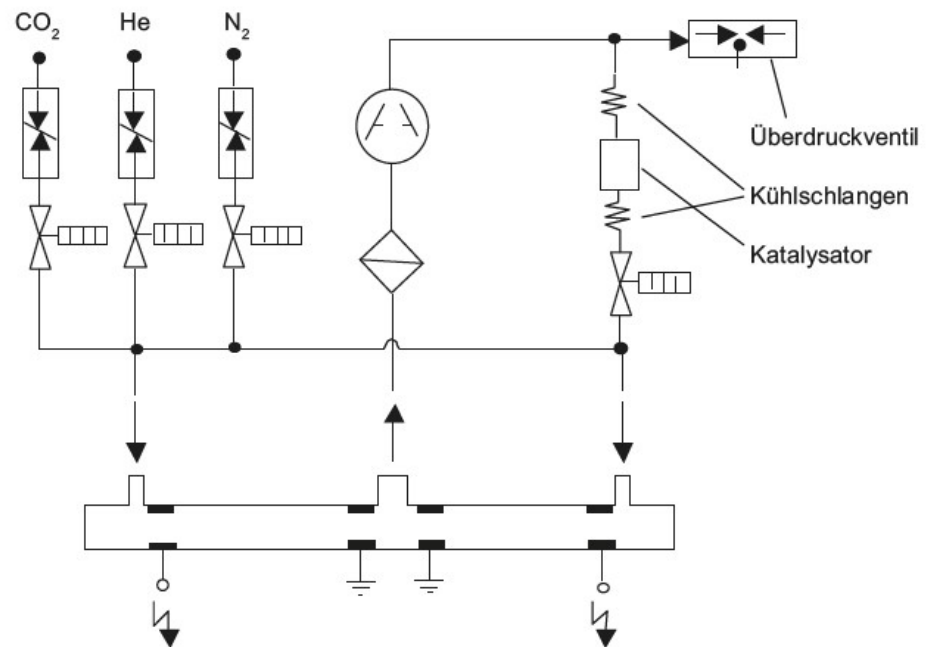 CO₂ He N₂
Überdruckventil
Kühlschlangen
Katalysator